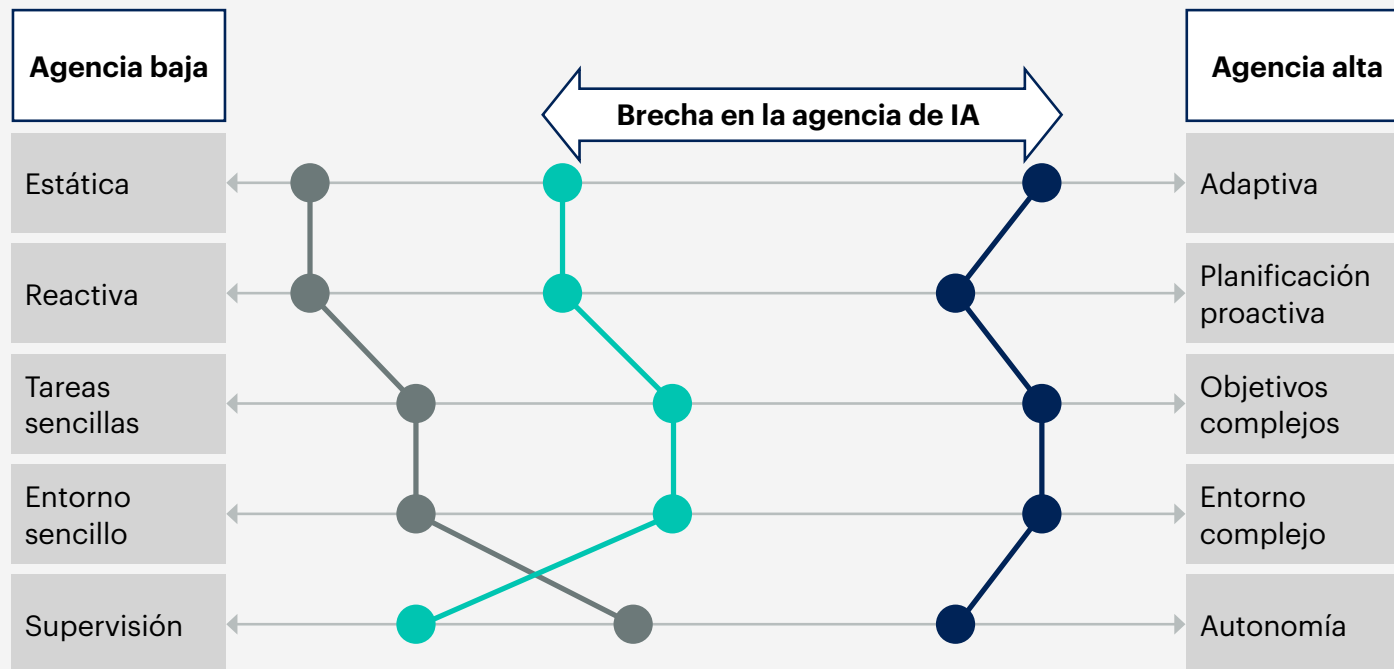 Agencia baja
Brecha en la agencia de IA
Agencia alta
Estática
Adaptiva
Reactiva
Planificación
proactiva
Tareas
sencillas
Objetivos
complejos
Entorno
sencillo
Entorno
complejo
Supervisión
Autonomía